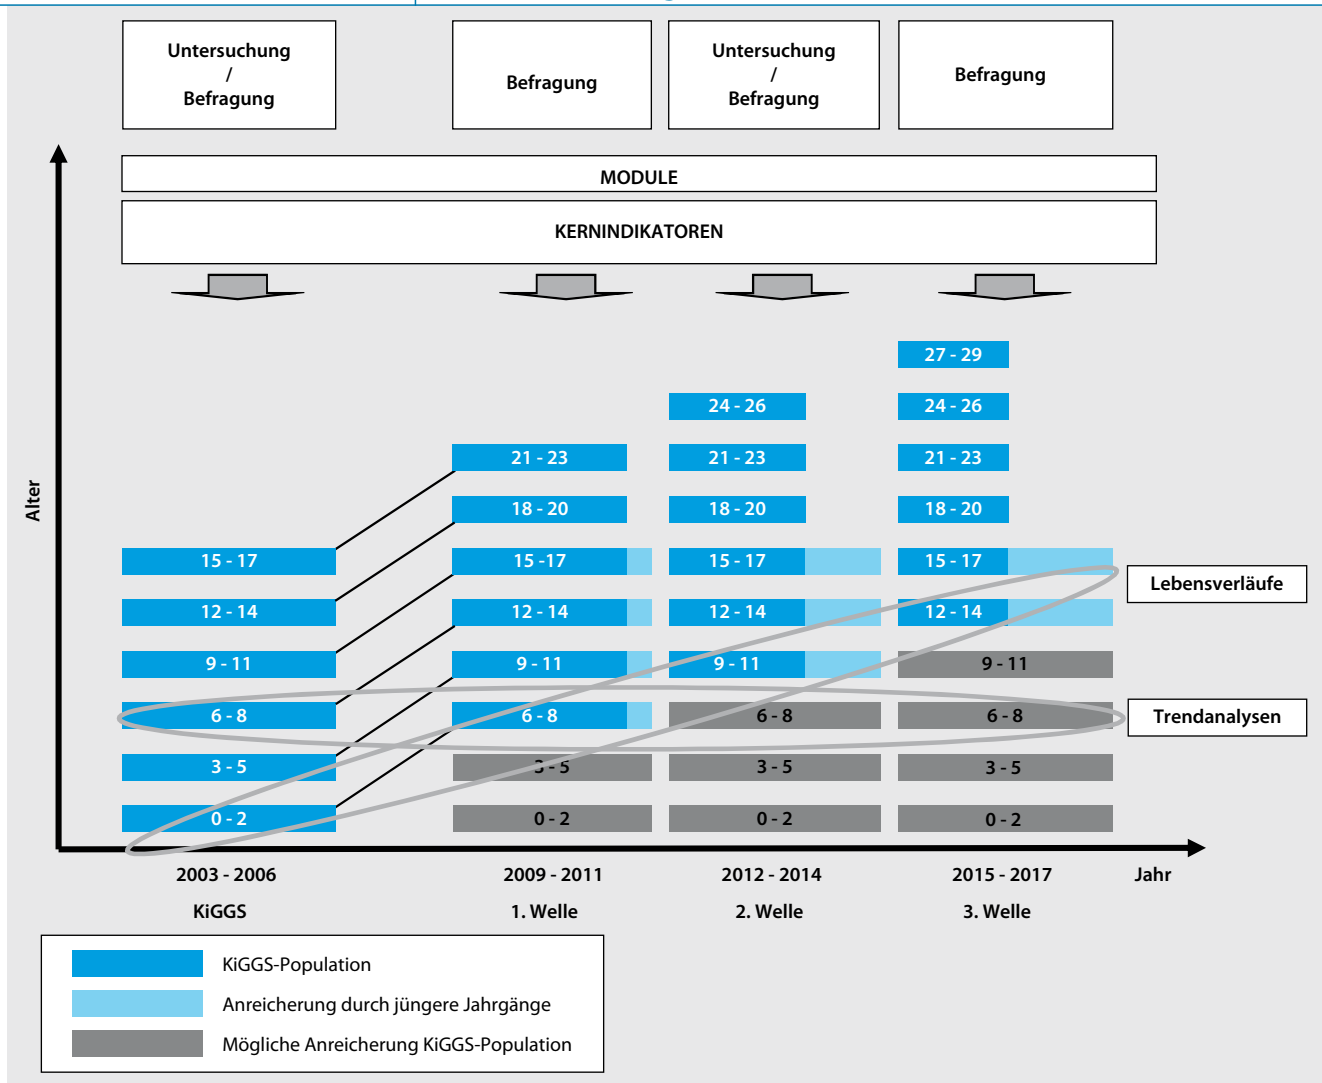 Untersuchung
/
Befragung
Befragung
Untersuchung
/
Befragung
Befragung
MODULE
KERNINDIKATOREN
Alter
27 - 29
24 - 26
24 - 26
21 - 23
21 - 23
21 - 23
18 - 20
18 - 20
18 - 20
15 - 17
15 -17
15 - 17
15 - 17
12 - 14
12 - 14
12 - 14
12 - 14
9 - 11
9 - 11
9 - 11
9 - 11
6 - 8
6 - 8
6 - 8
6 - 8
3 - 5
3 - 5
3 - 5
3 - 5
0 - 2
0 - 2
0 - 2
0 - 2
Lebensverläufe
Trendanalysen
2003 - 2006
2009 - 2011
2012 - 2014
2015 - 2017
Jahr
KiGGS
1. Welle
2. Welle
3. Welle
KiGGS-Population
Anreicherung durch jüngere Jahrgänge
Mögliche Anreicherung KiGGS-Population